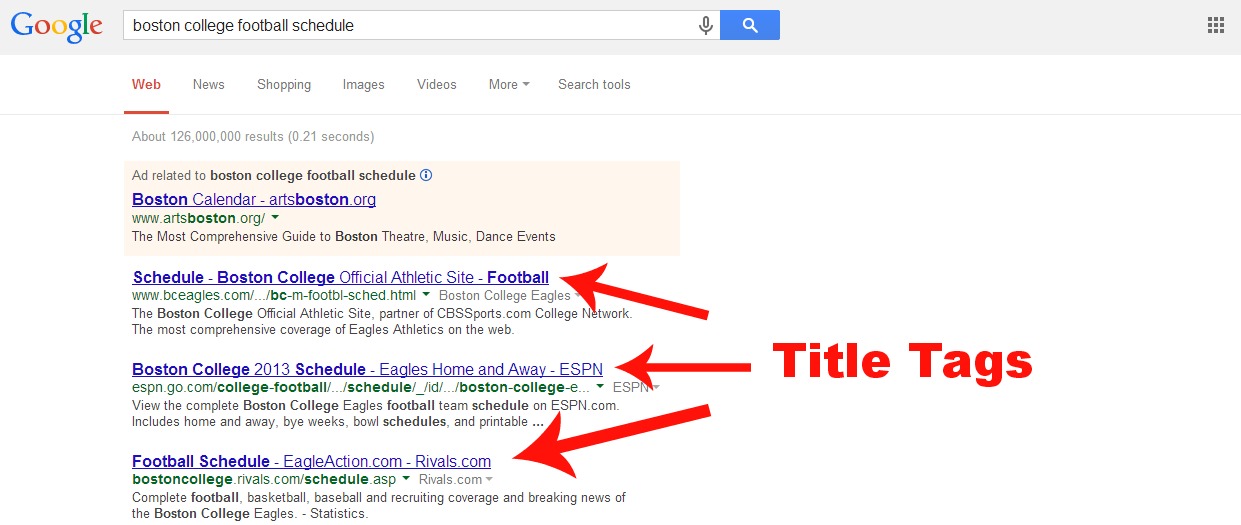 Google
boston college football schedule
Web News Shopping Images Videos More Search tools
About 126,000,000 results (0.21 seconds)
Ad related to boston college football schedule
Boston Calendar - artsboston.org
www.artsboston.org/
The Most Comprehensive Guide to Boston Theatre, Music, Dance Events
Schedule - Boston College Official Athletic Site - Football
www.bceagles.com/.../bc-m-footbl-sched.html Boston College Eagles
The Boston College Official Athletic Site, partner of CBSSports.com College Network.
The most comprehensive coverage of Eagles Athletics on the web.
Boston College 2013 Schedule - Eagles Home and Away - ESPN
espn.go.com/college-football/.../schedule/_/id/.../boston-college-e... ESPN
View the complete Boston College Eagles football team schedule on ESPN.com.
Includes home and away, bye weeks, bowl schedules, and printable ...
Football Schedule - EagleAction.com - Rivals.com
bostoncollege.rivals.com/schedule.asp Rivals.com
Complete football, basketball, baseball and recruiting coverage and breaking news of
the Boston College Eagles. - Statistics.
Title Tags